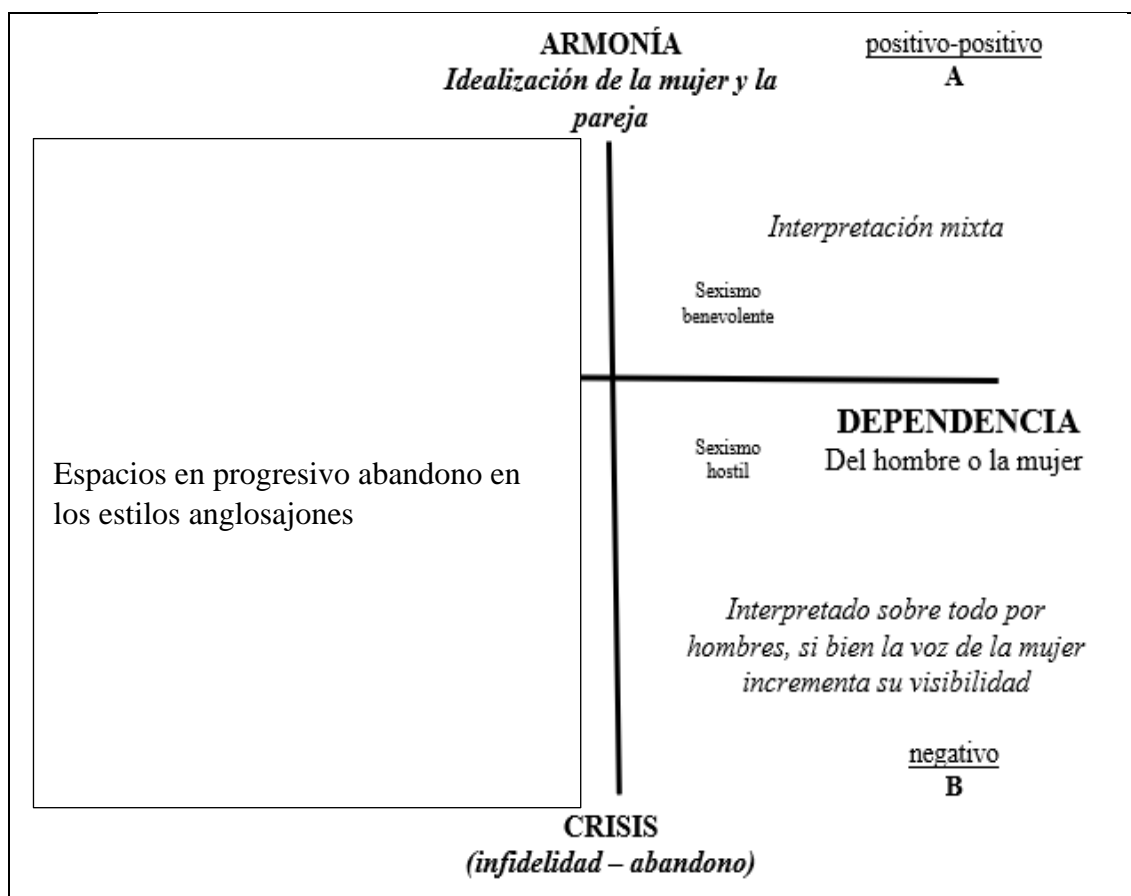 ARMONÍA
Idealización de la mujer y la
pareja
positivo-positivo
A
Interpretación mixta
Sexismo
benevolente
DEPENDENCIA
Del hombre o la mujer
Sexismo
hostil
Espacios en progresivo abandono en
los estilos anglosajones
Interpretado sobre todo por
hombres, si bien la voz de la mujer
incrementa su visibilidad
negativo
B
CRISIS
(infidelidad – abandono)